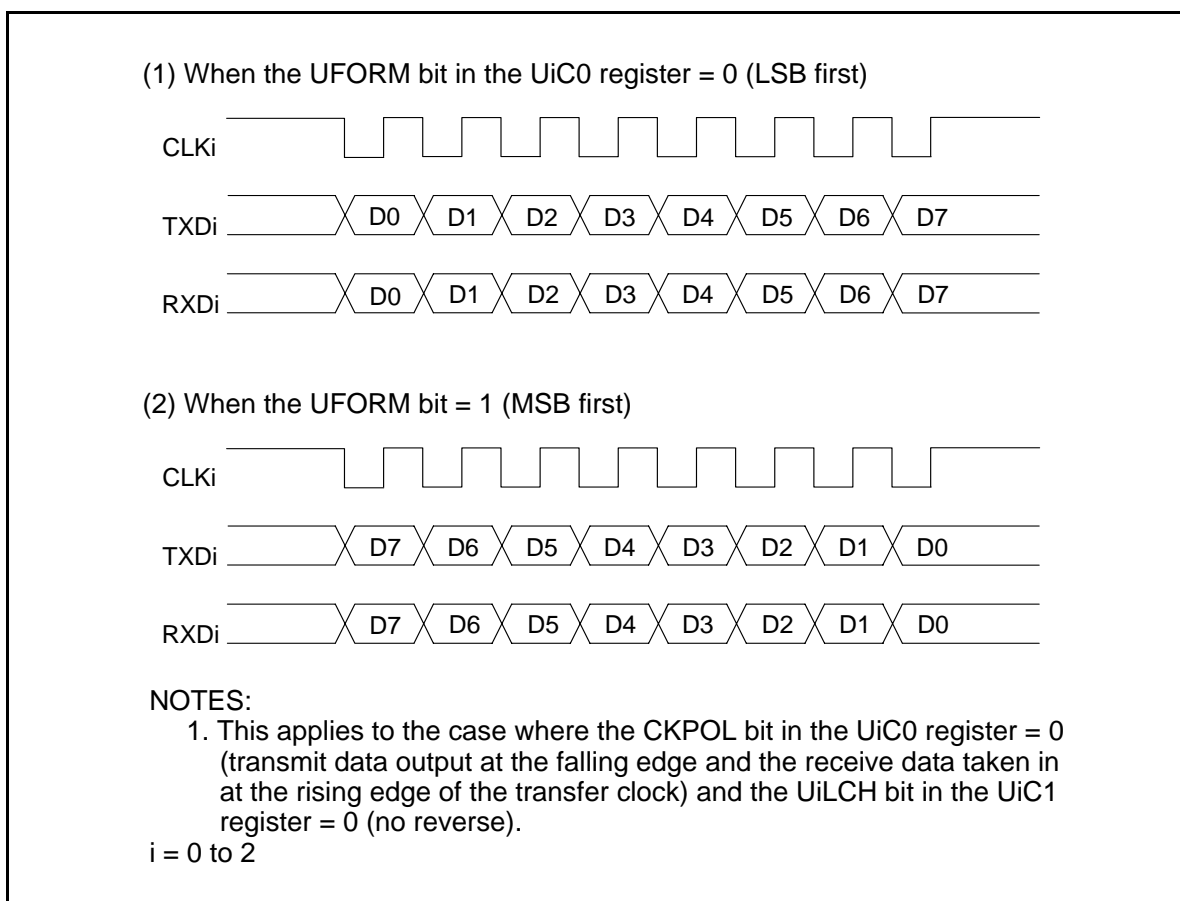 (1) When the UFORM bit in the UiC0 register = 0 (LSB first)
CLKi
TXDi D0 D1 D2 D3 D4 D5 D6 D7
RXDi D0 D1 D2 D3 D4 D5 D6 D7
(2) When the UFORM bit = 1 (MSB first)
CLKi
TXDi D7 D6 D5 D4 D3 D2 D1 D0
RXDi D7 D6 D5 D4 D3 D2 D1 D0
NOTES:
1. This applies to the case where the CKPOL bit in the UiC0 register = 0
(transmit data output at the falling edge and the receive data taken in
at the rising edge of the transfer clock) and the UiLCH bit in the UiC1
register = 0 (no reverse).
i = 0 to 2